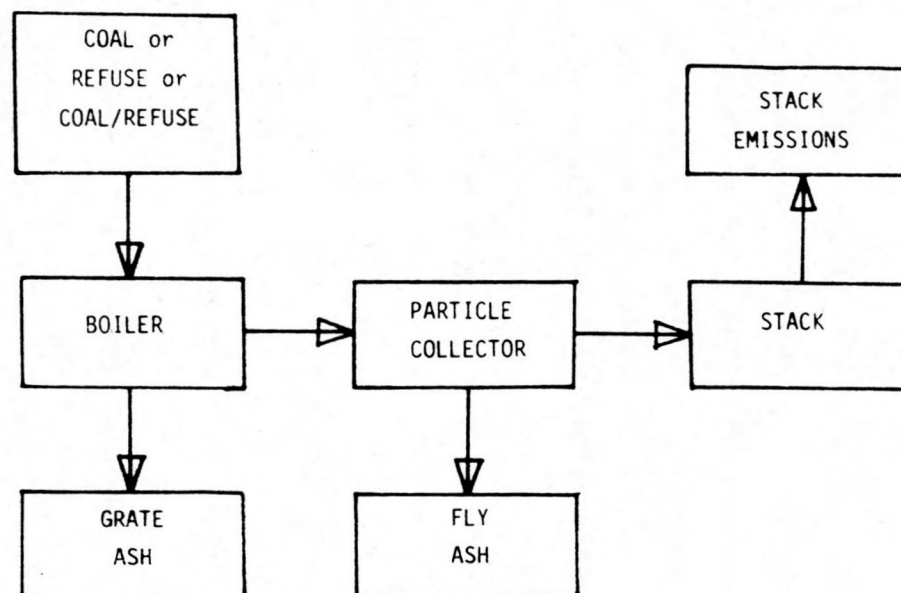 COAL or
REFUSE or
COAL/REFUSE
STACK
EMISSIONS
BOILER
PARTICLE
COLLECTOR
STACK
GRATE
ASH
FLY
ASH